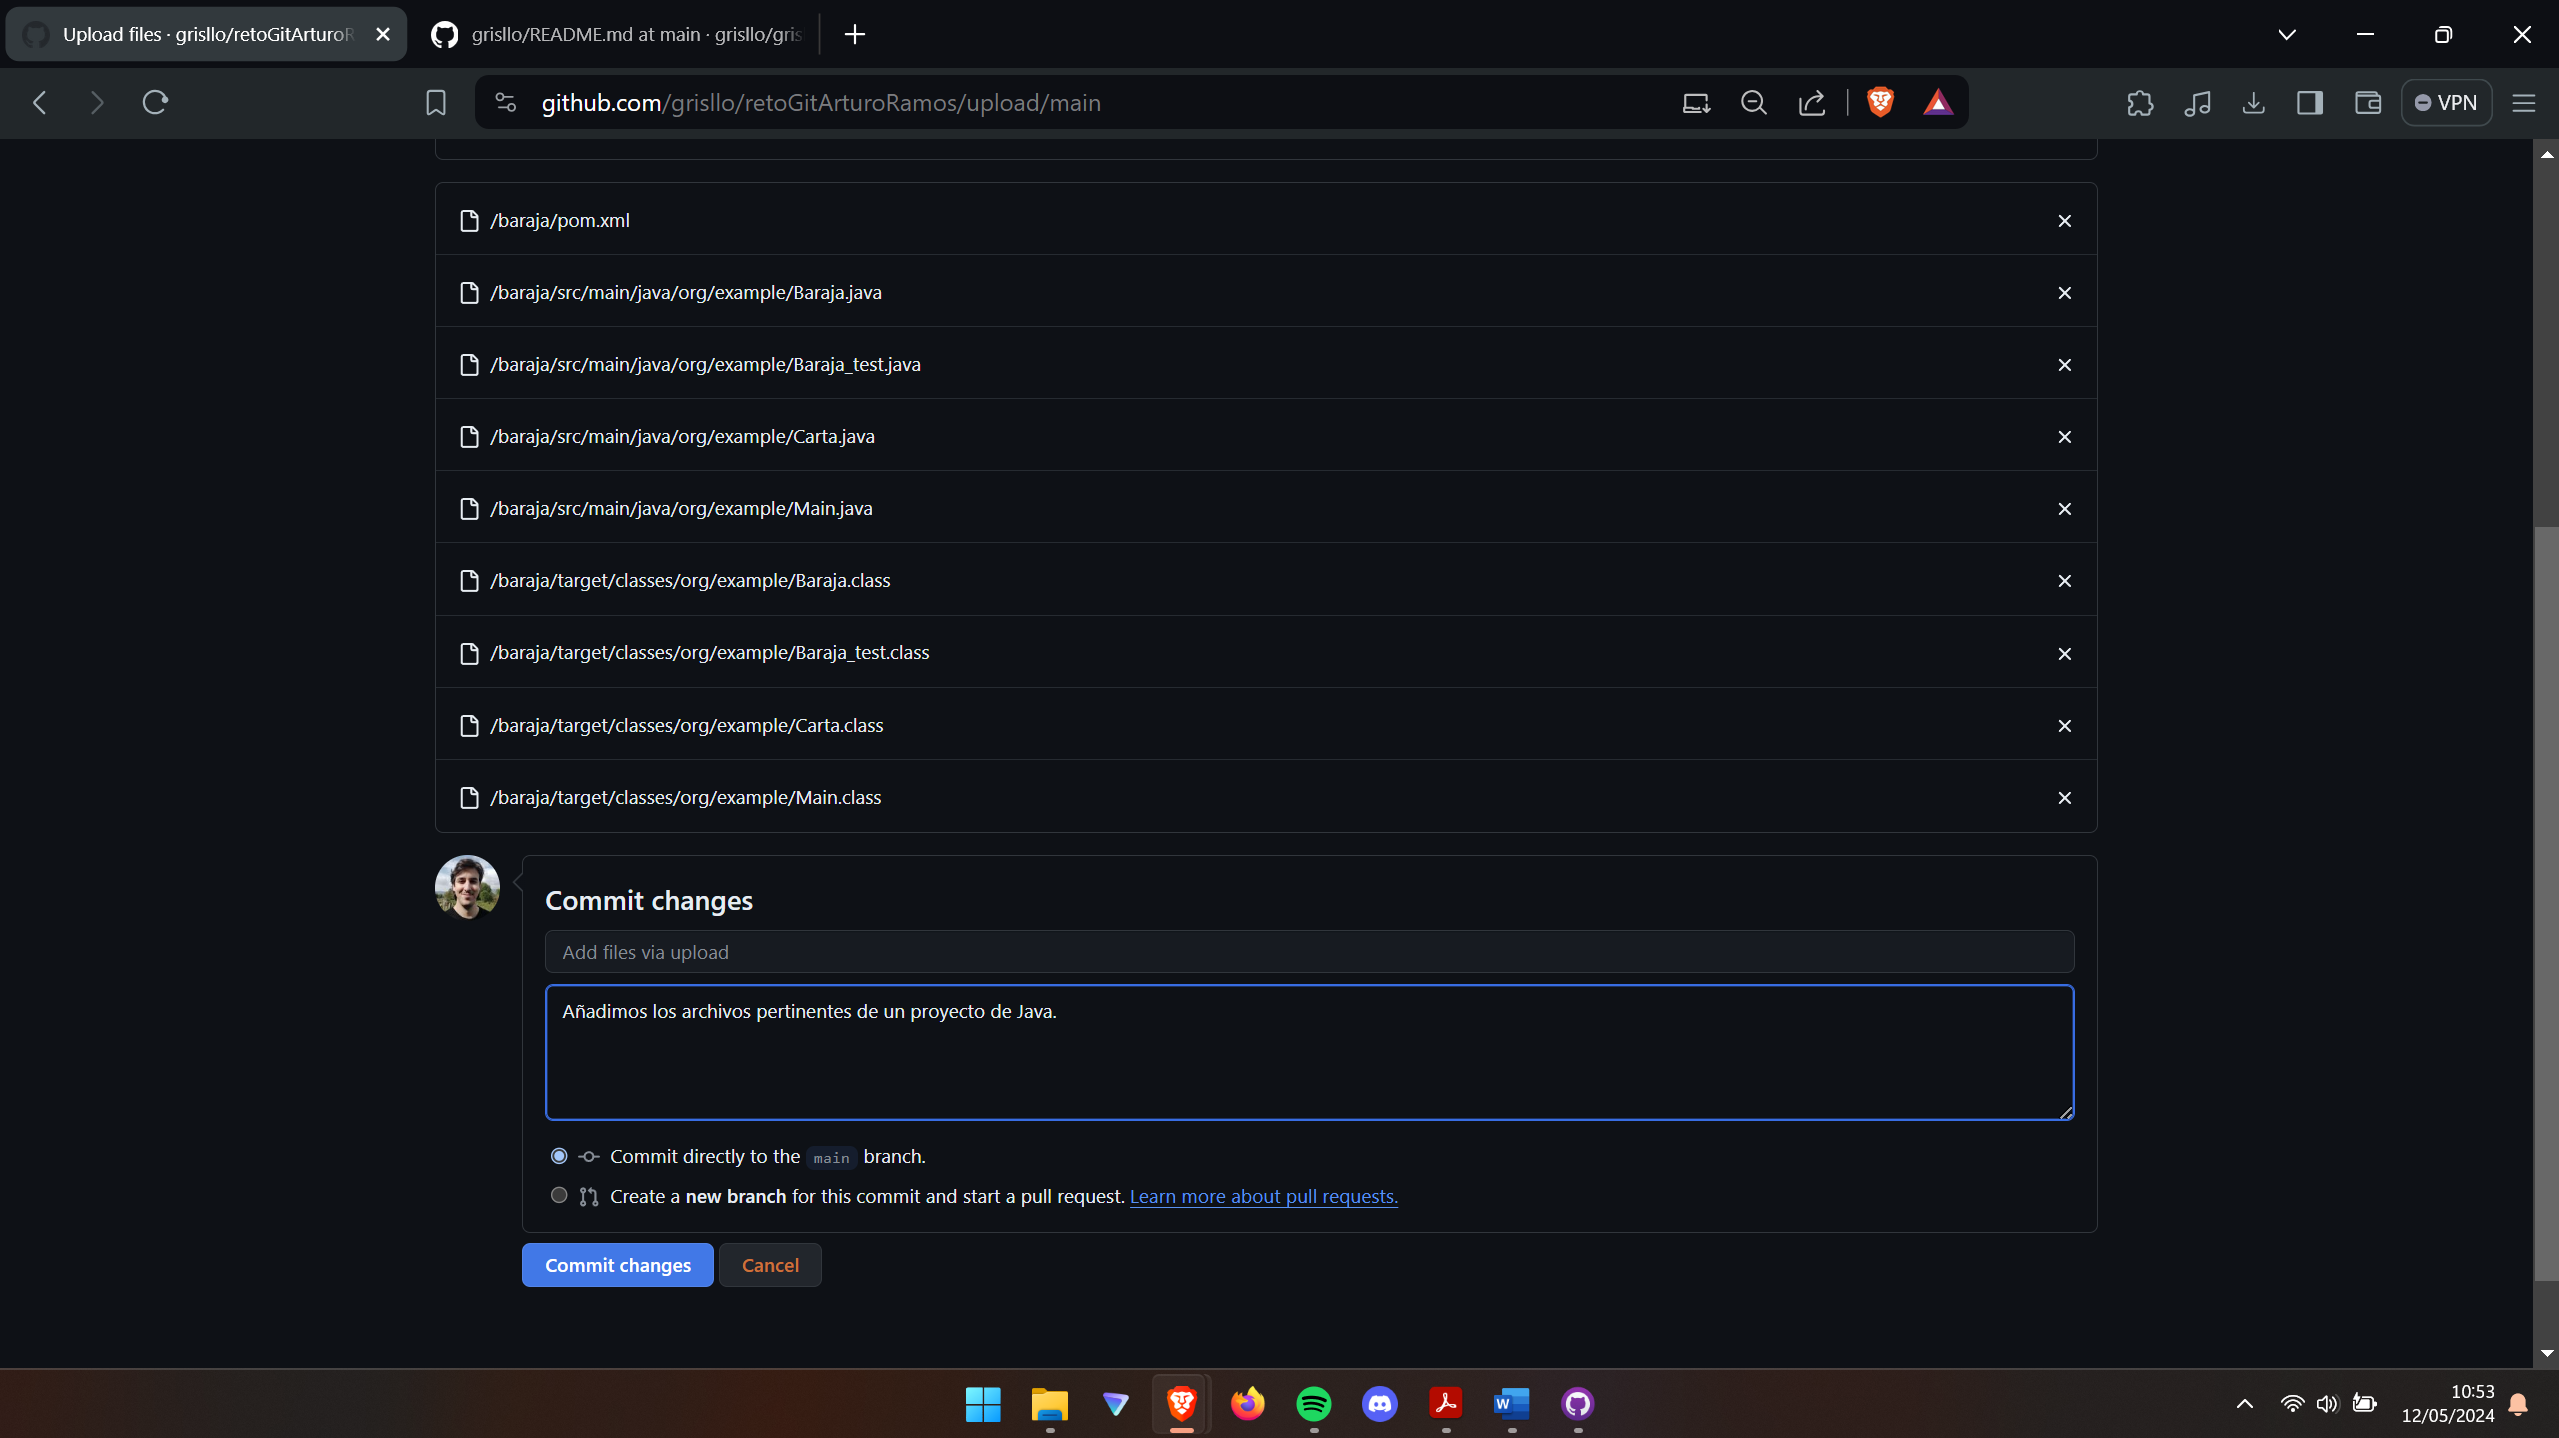 Upload files · grisllo/retoGitArturoR
grisllo/README.md at main · grisllo/gris
github.com/grisllo/retoGitArturoRamos/upload/main
VPN
/baraja/pom.xml
/baraja/src/main/java/org/example/Baraja.java
/baraja/src/main/java/org/example/Baraja_test.java
/baraja/src/main/java/org/example/Carta.java
/baraja/src/main/java/org/example/Main.java
/baraja/target/classes/org/example/Baraja.class
/baraja/target/classes/org/example/Baraja_test.class
/baraja/target/classes/org/example/Carta.class
/baraja/target/classes/org/example/Main.class
Commit changes
Add files via upload
Añadimos los archivos pertinentes de un proyecto de Java.
Commit directly to the main branch.
Create a new branch for this commit and start a pull request. Learn more about pull requests.
Commit changes
Cancel
10:53
12/05/2024